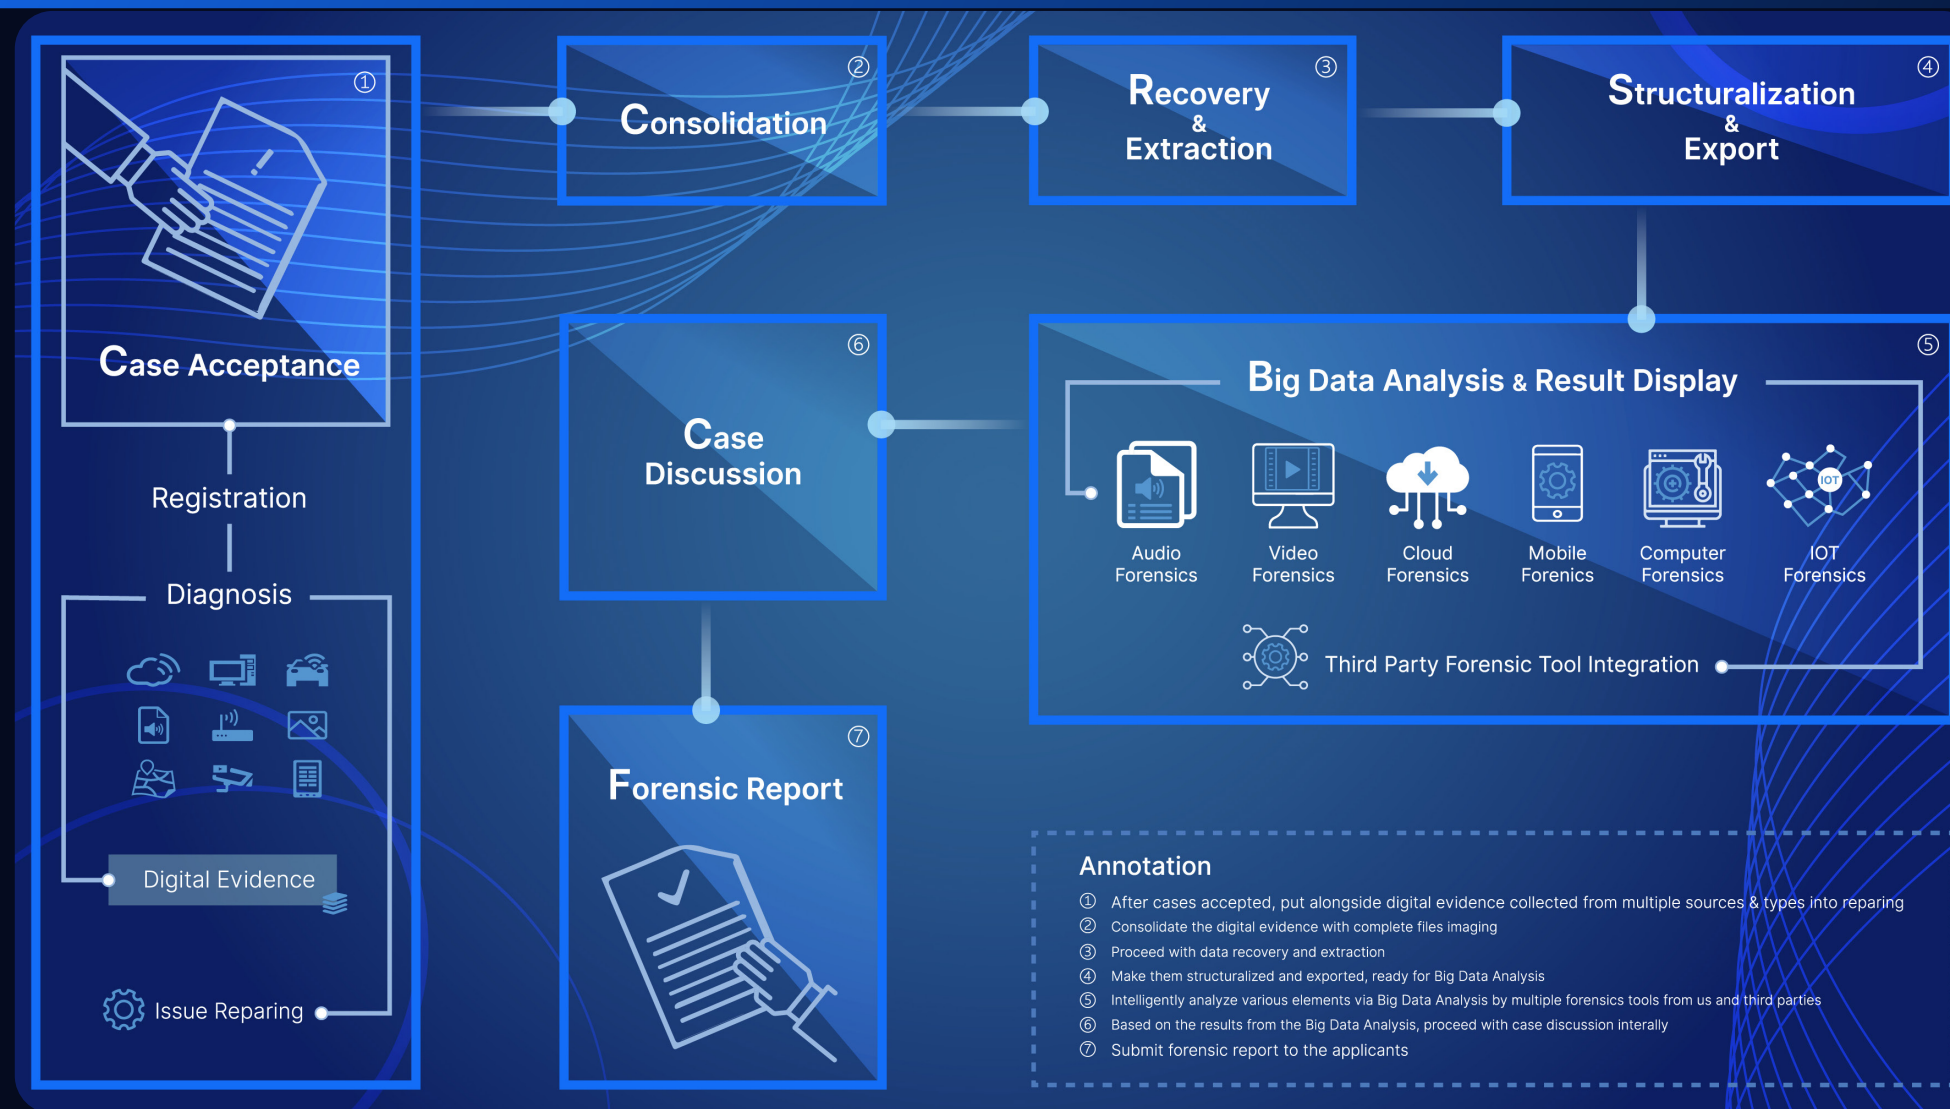 ①
Case Acceptance
Registration
Diagnosis
Digital Evidence
Issue Reparing
②
Consolidation
③
Recovery
&
Extraction
④
Structuralization
&
Export
⑤
Big Data Analysis & Result Display
Audio
Forensics
Video
Forensics
Cloud
Forensics
Mobile
Forenics
Computer
Forensics
IOT
IOT
Forensics
Third Party Forensic Tool Integration
⑥
Case
Discussion
⑦
Forensic Report
Annotation
① After cases accepted, put alongside digital evidence collected from multiple sources & types into reparing
② Consolidate the digital evidence with complete files imaging
③ Proceed with data recovery and extraction
④ Make them structuralized and exported, ready for Big Data Analysis
⑤ Intelligently analyze various elements via Big Data Analysis by multiple forensics tools from us and third parties
⑥ Based on the results from the Big Data Analysis, proceed with case discussion interally
⑦ Submit forensic report to the applicants